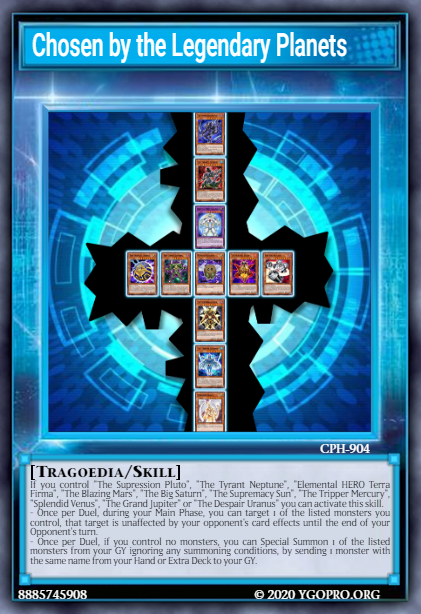 Chosen by the Legendary Planets
CPH-904
[Tragoedia/Skill]
If you control "The Supression Pluto", "The Tyrant Neptune", "Elemental HERO Terra
Firma", "The Blazing Mars", "The Big Saturn", "The Supremacy Sun", "The Tripper Mercury",
"Splendid Venus", "The Grand Jupiter" or "The Despair Uranus" you can activate this skill.
- Once per Duel, during your Main Phase, you can target 1 of the listed monsters you
control, that target is unaffected by your opponent's card effects until the end of your
Opponent's turn.
- Once per Duel, if you control no monsters, you can Special Summon 1 of the listed
monsters from your GY ignoring any summoning conditions, by sending 1 monster with
the same name from your Hand or Extra Deck to your GY.
8885745908
© 2020 YGOPRO.ORG